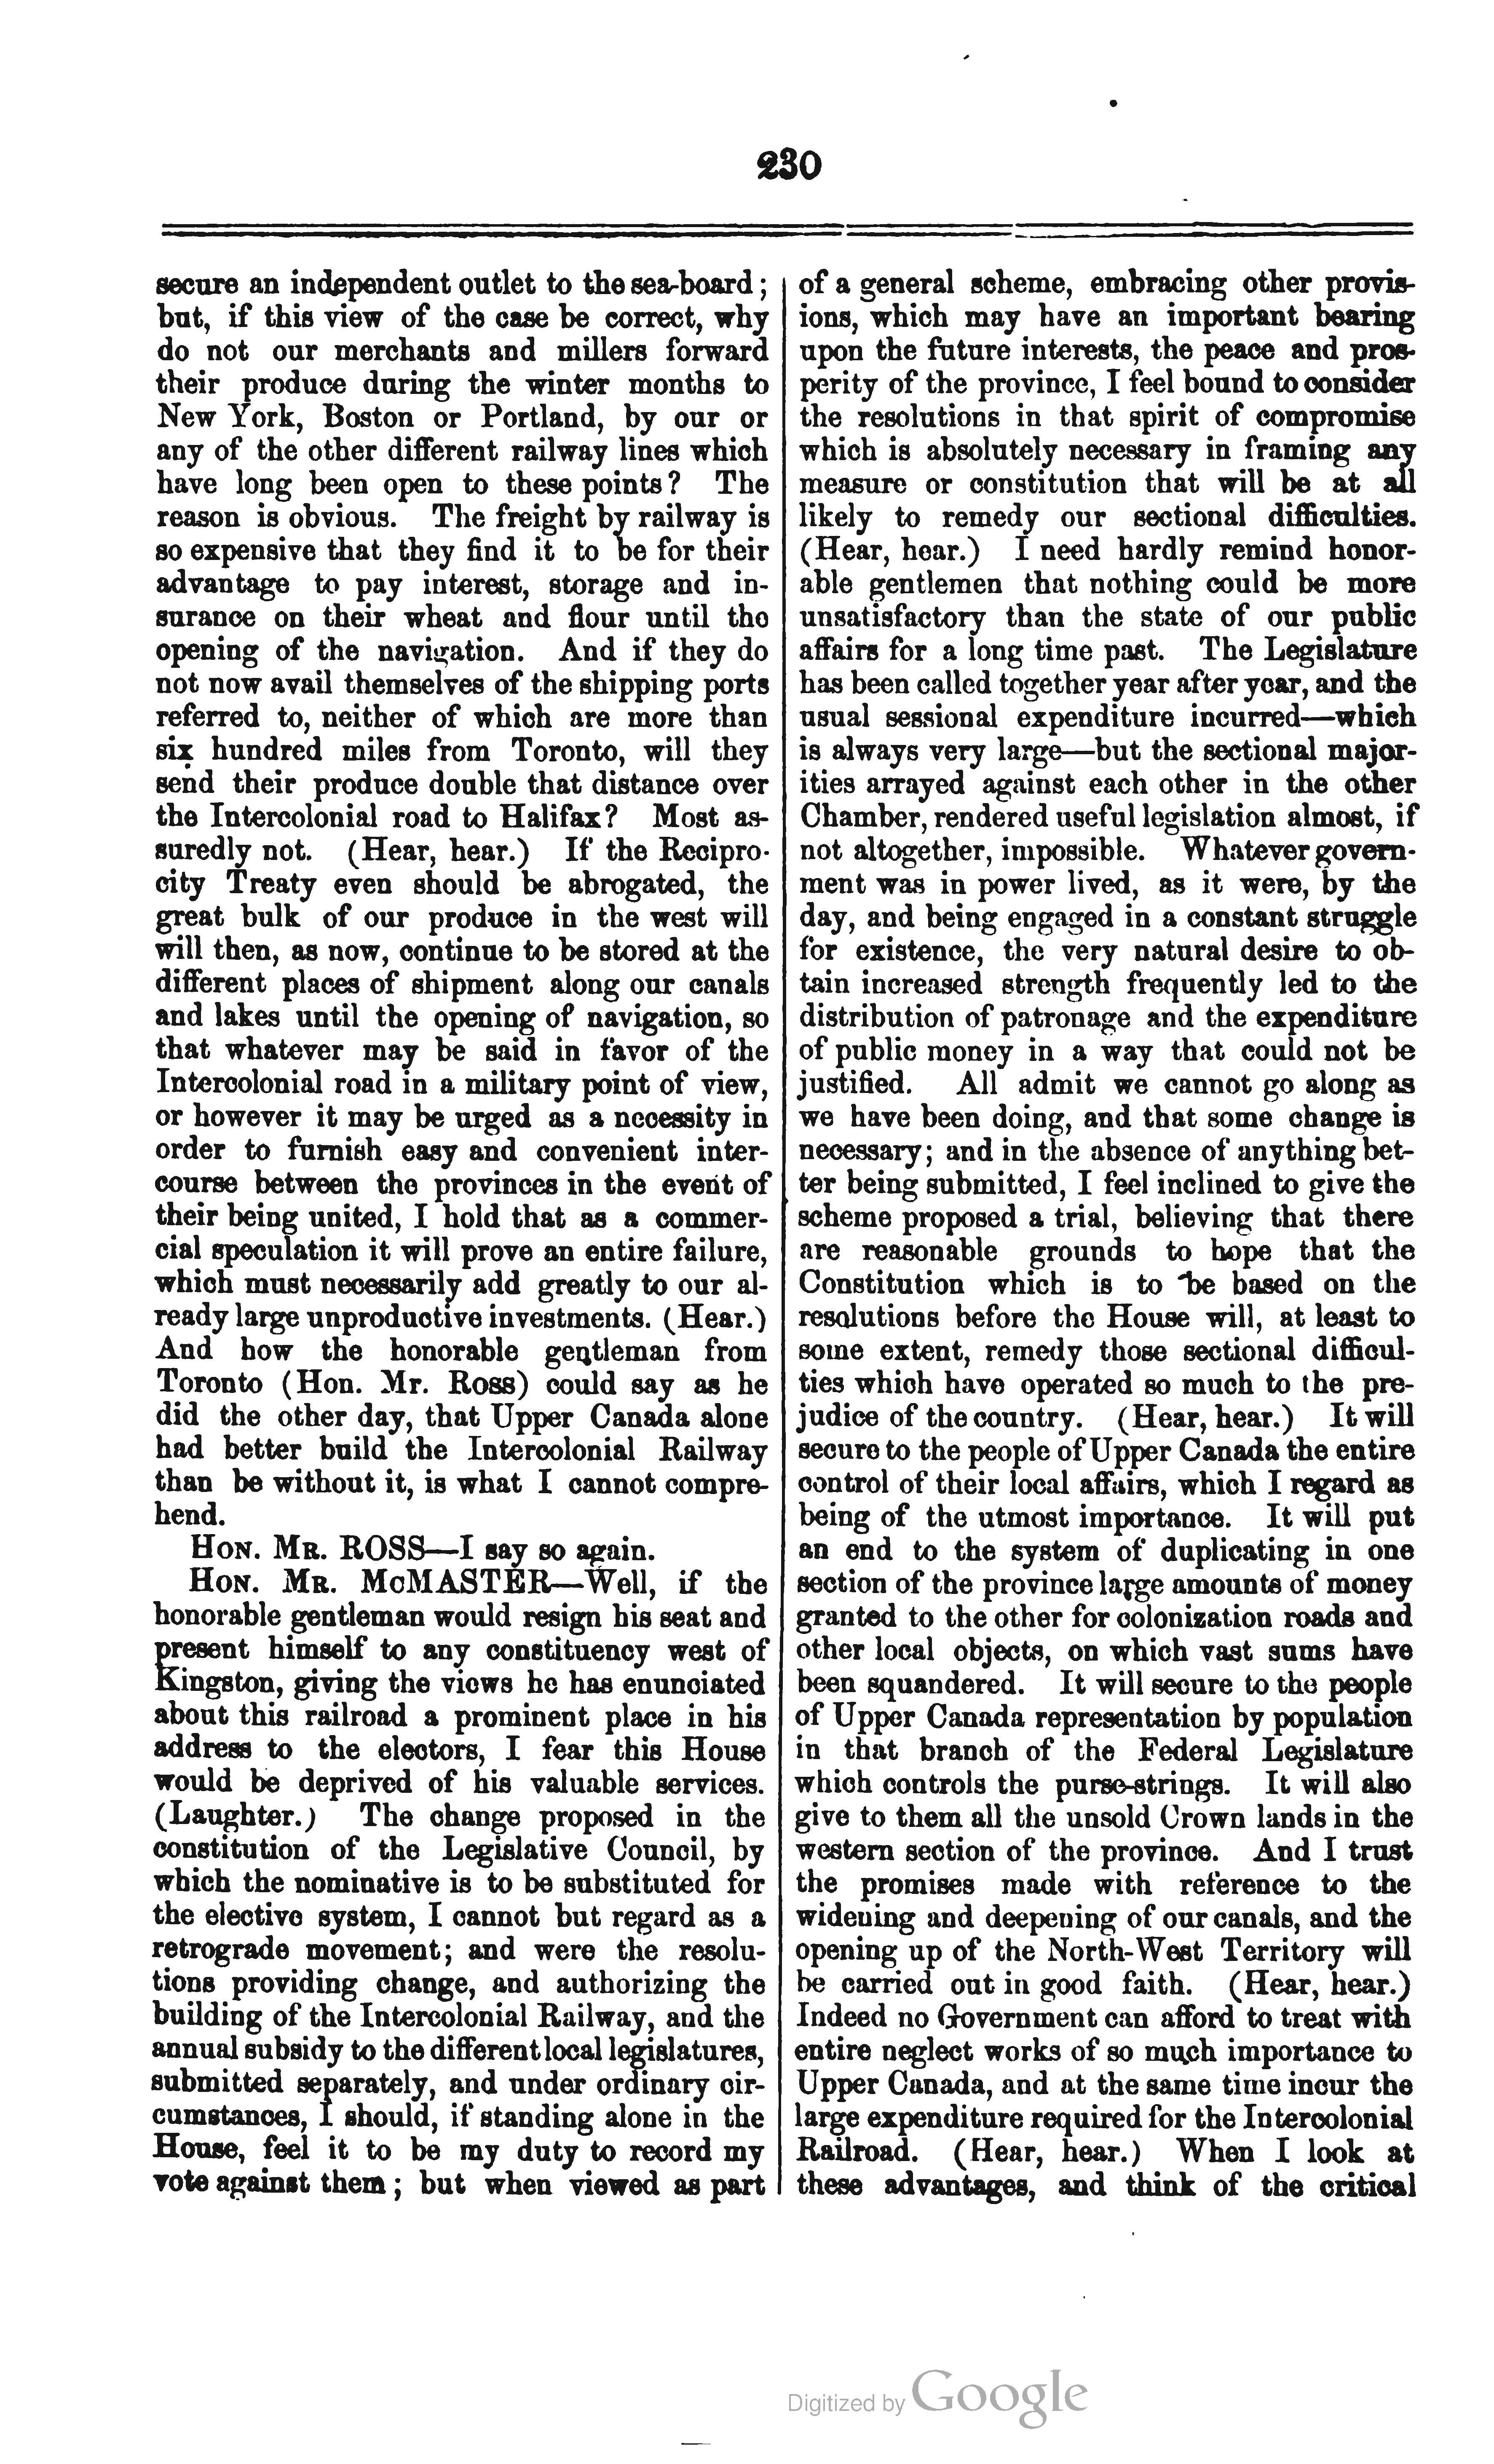 230
secure an independent outlet to the sea-board;
but, if this view of the case be correct, why
do not our merchants and millers forward
their produce during the winter months to
New York, Boston or Portland, by our or
any of the other different railway lines which
have long been open to these points? The
reason is obvious. The freight by railway is
so expensive that they find it to be for their
advantage to pay interest, storage and in-
surance on their wheat and flour until the
opening of the navigation. And if they do
not now avail themselves of the shipping ports
referred to, neither of which are more than
six hundred miles from Toronto, will they
send their produce double that distance over
the Intercolonial road to Halifax? Most as-
suredly not. (Hear, hear.) If the Recipro-
city Treaty even should be abrogated, the
great bulk of our produce in the west will
will then, as now, continue to be stored at the
different places of shipment along our canals
and lakes until the opening of navigation, so
that whatever may be said in favor of the
Intercolonial road in a military point of view,
or however it may be urged as a necessity in
order to furnish easy and convenient inter-
course between the provinces in the event of
their being united, I hold that as a commer-
cial speculation it will prove an entire failure,
which must necessarily add greatly to our al-
ready large unproductive investments. (Hear.)
And how the honorable gentleman from
Toronto (Hon. Mr. Ross) could say as he
did the other day, that Upper Canada alone
had better build the Intercolonial Railway
than be without it, is what I cannot compre-
hend.
HON. MR. ROSS—I say so again.
HON. MR. McMASTER—Well, if the
honorable gentleman would resign his seat and
present himself to any constituency west of
Kingston, giving the views he has enunciated
about this railroad a prominent place in his
address to the electors, I fear this House
would be deprived of his valuable services.
(Laughter.) The change proposed in the
constitution of the Legislative Council, by
which the nominative is to be substituted for
the elective system, I cannot but regard as a
retrograde movement; and were the resolu-
tions providing change, and authorizing the
building of the Intercolonial Railway, and the
annual subsidy to the different local legislatures,
submitted separately, and under ordinary cir-
cumstances, I should, if standing alone in the
House, feel it to be my duty to record my
vote against them; but when viewed as part
of a general scheme, embracing other provis-
ions, which may have an important bearing
upon the future interests, the peace and pros-
perity of the province, I feel bound to consider
the resolutions in that spirit of compromise
which is absolutely necessary in framing any
measure or constitution that will be at all
likely to remedy our sectional difficulties.
(Hear, hear.) I need hardly remind honor-
able gentlemen that nothing could be more
unsatisfactory than the state of our public
affairs for a long time past. The Legislature
has been called together year after year, and the
usual sessional expenditure incurred—which
is always very large—but the sectional major-
ities arrayed against each other in the other
Chamber, rendered useful legislation almost, if
not altogether, impossible. Whatever govern-
ment was in power lived, as it were, by the
day, and being engaged in a constant struggle
for existence, the very natural desire to ob-
tain increased strength frequently led to the
distribution of patronage and the expenditure
of public money in a way that could not be
justified. All admit we cannot go along as
we have been doing, and that some change is
necessary; and in the absence of anything bet-
ter being submitted, I feel inclined to give the
scheme proposed a trial, believing that there
are reasonable grounds to hope that the
Constitution which is to be based on the
resolutions before the House will, at least to
some extent, remedy those sectional difficul-
ties which have operated so much to the pre-
judice of the country. (Hear, hear.) It will
secure to the people of Upper Canada the entire
control of their local affairs, which I regard as
being of the utmost importance. It will put
an end to the system of duplicating in one
section of the province large amounts of money
granted to the other for colonization roads and
other local objects, on which vast sums have
been squandered. It will secure to the people
of Upper Canada representation by population
in that branch of the Federal Legislature
which controls the purse-strings. It will also
give to them all the unsold Crown lands in the
western section of the province. And I trust
the promises made with reference to the
widening and deepening of our canals, and the
opening up of the North-West Territory will
be carried out in good faith. (Hear, hear.)
Indeed no Government can afford to treat with
entire neglect works of so much importance to
Upper Canada, and at the same time incur the
large expenditure required for the Intercolonial
Railroad. (Hear, hear.) When I look at
these advantages, and think of the critical
Digitized by Google